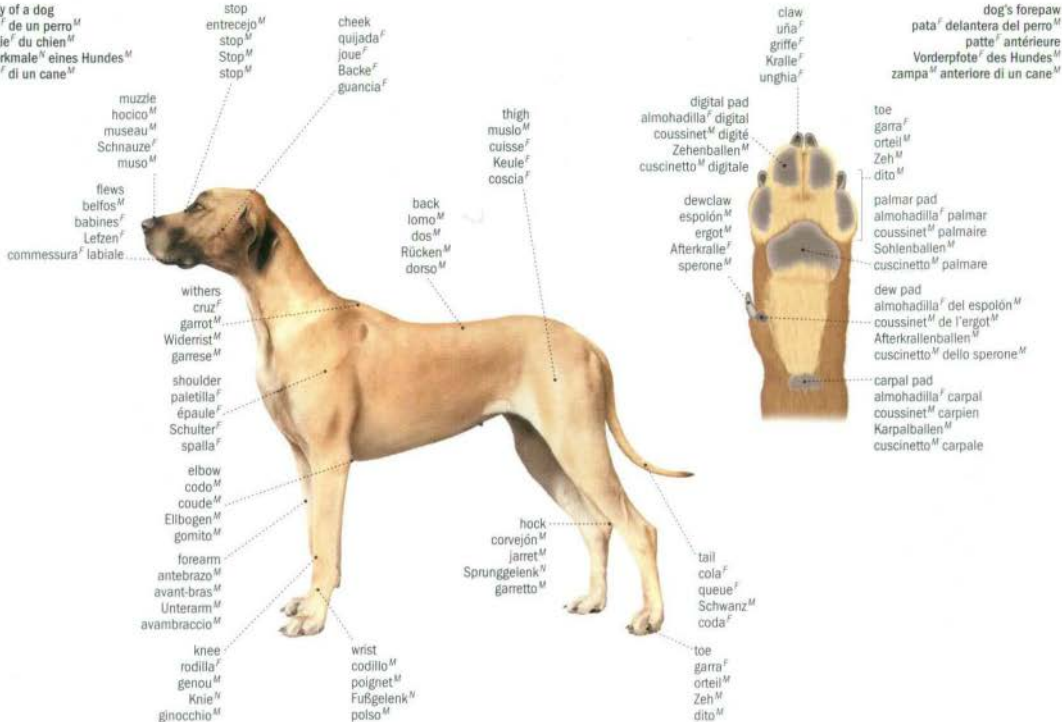 y of a dog
F de un perro M
ie F du chien M
rkmale N eines Hundes M
F di un cane M
stop
entrecejo M
stop M
Stop M
stop M
cheek
quijada F
joue F
Backe F
guancia F
muzzle
hocico M
museau M
Schnauze F
muso M
flews
belfos M
babines F
Lefzen F
commessura F labiale
withers
cruz F
garrot M
Widerrist M
garrese M
shoulder
paletilla F
épaule F
Schulter F
spalla F
elbow
codo M
coude M
Ellbogen M
gomito M
forearm
antebrazo M
avant-bras M
Unterarm M
avambraccio M
knee
rodilla F
genou M
Knie N
ginocchio M
wrist
codillo M
poignet M
Fußgelenk N
polso M
back
lomo M
dos M
Rücken M
dorso M
thigh
muslo M
cuisse F
Keule F
coscia F
hock
corvejón M
jarret M
Sprunggelenk N
garretto M
tail
cola F
queue F
Schwanz M
coda F
toe
garra F
orteil M
Zeh M
dito M
dog's forepaw
pata F delantera del perro M
patte F antérieure
Vorderpfote F des Hundes M
zampa M anteriore di un cane M
claw
uña F
griffe F
Kralle F
unghia F
digital pad
almohadilla F digital
coussinet M digité
Zehenballen M
cuscinetto M digitale
dewclaw
espolón M
ergot M
Afterkralle F
sperone M
toe
garra F
orteil M
Zeh M
dito M
palmar pad
almohadilla F palmar
coussinet M palmaire
Sohlenballen M
cuscinetto M palmare
dew pad
almohadilla F del espolón M
coussinet M de l'ergot M
Afterkrallenballen M
cuscinetto M dello sperone M
carpal pad
almohadilla F carpal
coussinet M carpien
Karpalballen M
cuscinetto M carpale